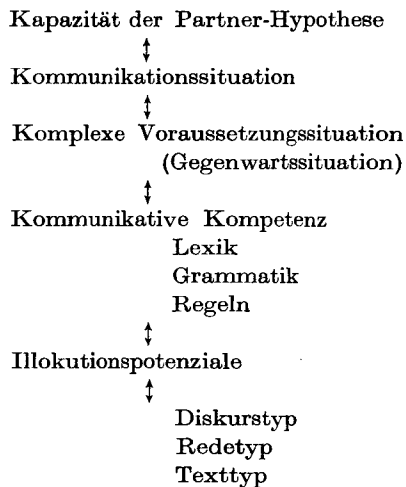 Kapazität der Partner-Hypothese
↕
Kommunikationssituation
↕
Komplexe Voraussetzungssituation
(Gegenwartssituation)
↕
Kommunikative Kompetenz
Lexik
Grammatik
Regeln
↕
Illokutionspotenziale
↕
Diskurstyp
Redetyp
Texttyp